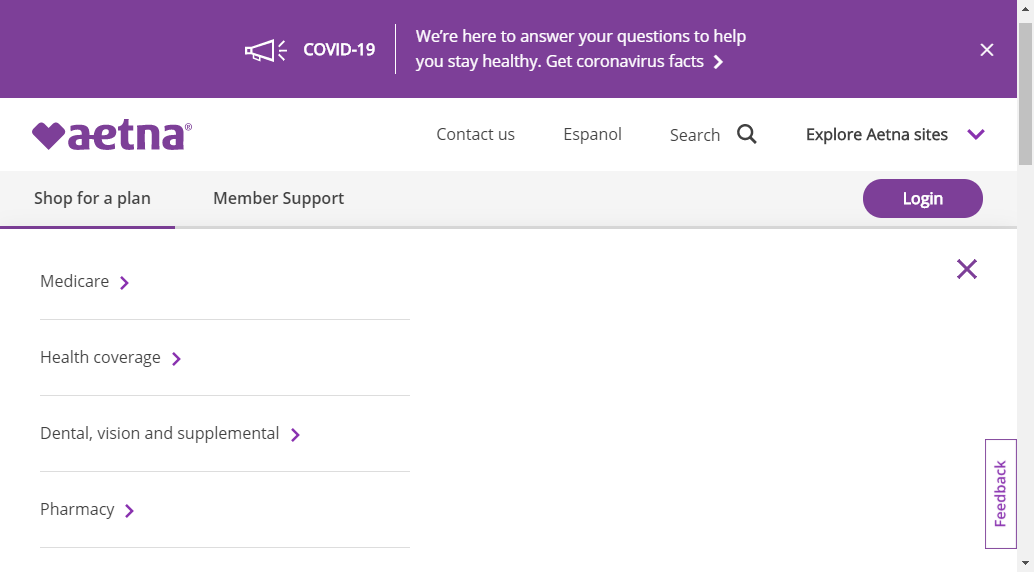 COVID-19
We're here to answer your questions to help
you stay healthy. Get coronavirus facts
aetna®
Contact us
Espanol
Search
Explore Aetna sites
Shop for a plan
Member Support
Login
Medicare
Health coverage
Dental, vision and supplemental
Pharmacy
Feedback